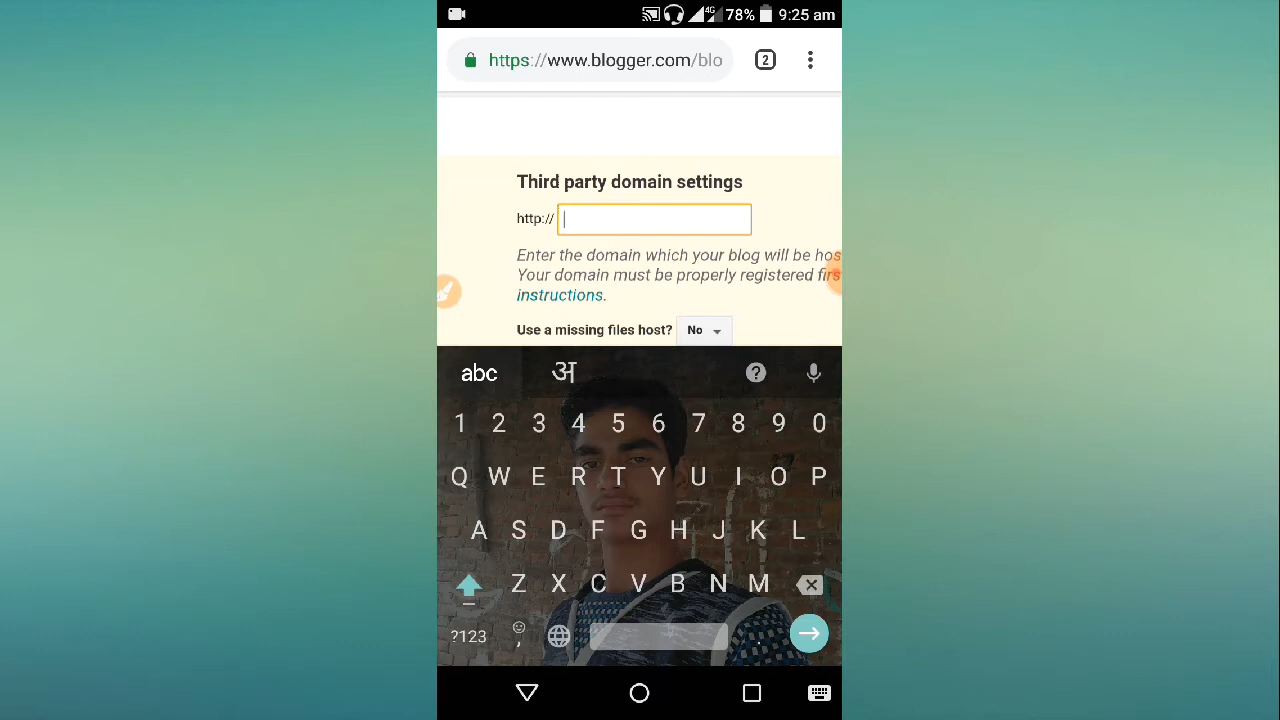 4G 78% 9:25 am
https://www.blogger.com/blo 2
Third party domain settings
http://
Enter the domain which your blog will be hos
Your domain must be properly registered firs
instructions.
Use a missing files host? No
abc अ ?
1 2 3 4 5 6 7 8 9 0
Q W E R T Y U I O P
A S D F G H J K L
Z X C V B N M
?123 , .